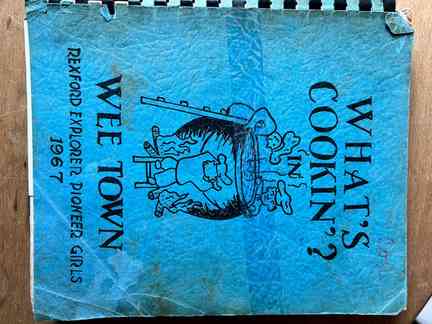 WHAT'S
COOKIN'?
IN
WEE TOWN
REXFORD EXPLORER PIONEER GIRLS
1967